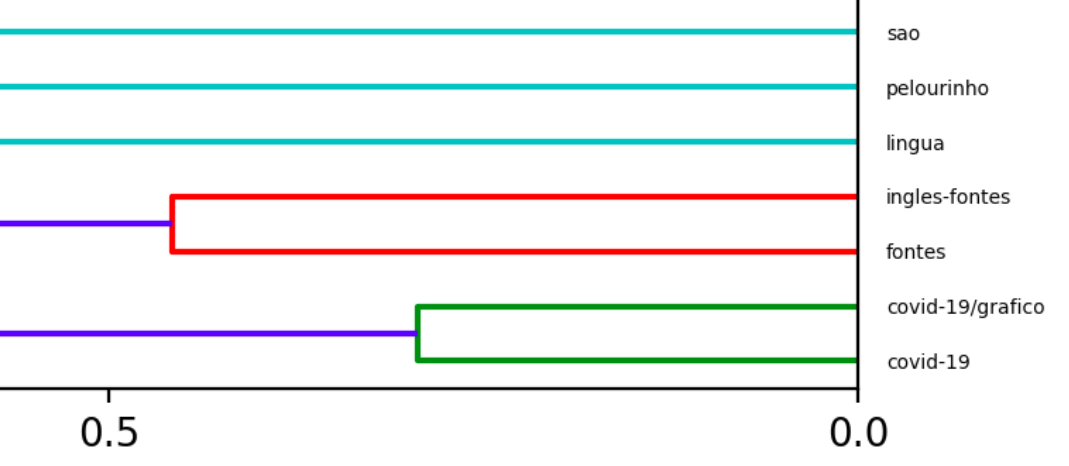 sao
pelourinho
lingua
ingles-fontes
fontes
covid-19/grafico
covid-19
0.5 0.0